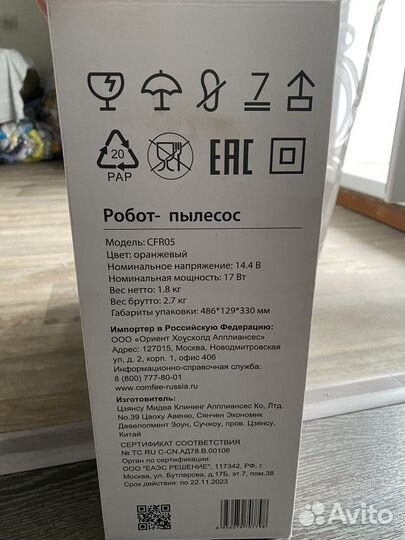 7
20
PAP
EAC
Робот- пылесос
Модель: CFR05
Цвет: оранжевый
Номинальное напряжение: 14.4 В
Номинальная мощность: 17 Вт
Вес нетто: 1.8 кг
Вес брутто: 2.7 кг
Габариты упаковки: 486*129*330 мм
Импортер в Российскую Федерацию:
ООО «Ориент Хоусхолд Апплиансес»
Адрес: 127015, Москва, Новодмитровская
ул., д. 2, корп. 1, офис 406
Информационно-справочная служба:
8 (800) 777-80-01
www.comfee-russia.ru
Изготовитель:
Цзянсу Мидеа Клининг Апплиансез Ко, Лтд.
No.39 Цаоху Авеню, Сянчен Экономик
Девелопмент Зоун, Сучжоу, пров. Цзянсу,
Китай
СЕРТИФИКАТ СООТВЕТСТВИЯ
№ TC RU C-CN.АД78.В.00106
Орган по сертификации:
ООО "ЕАЭС РЕШЕНИЕ", 117342, РФ, г.
Москва, ул. Бутлерова, д.17Б, эт.7, пом.38
Срок действия: до 22.11.2023
Avito